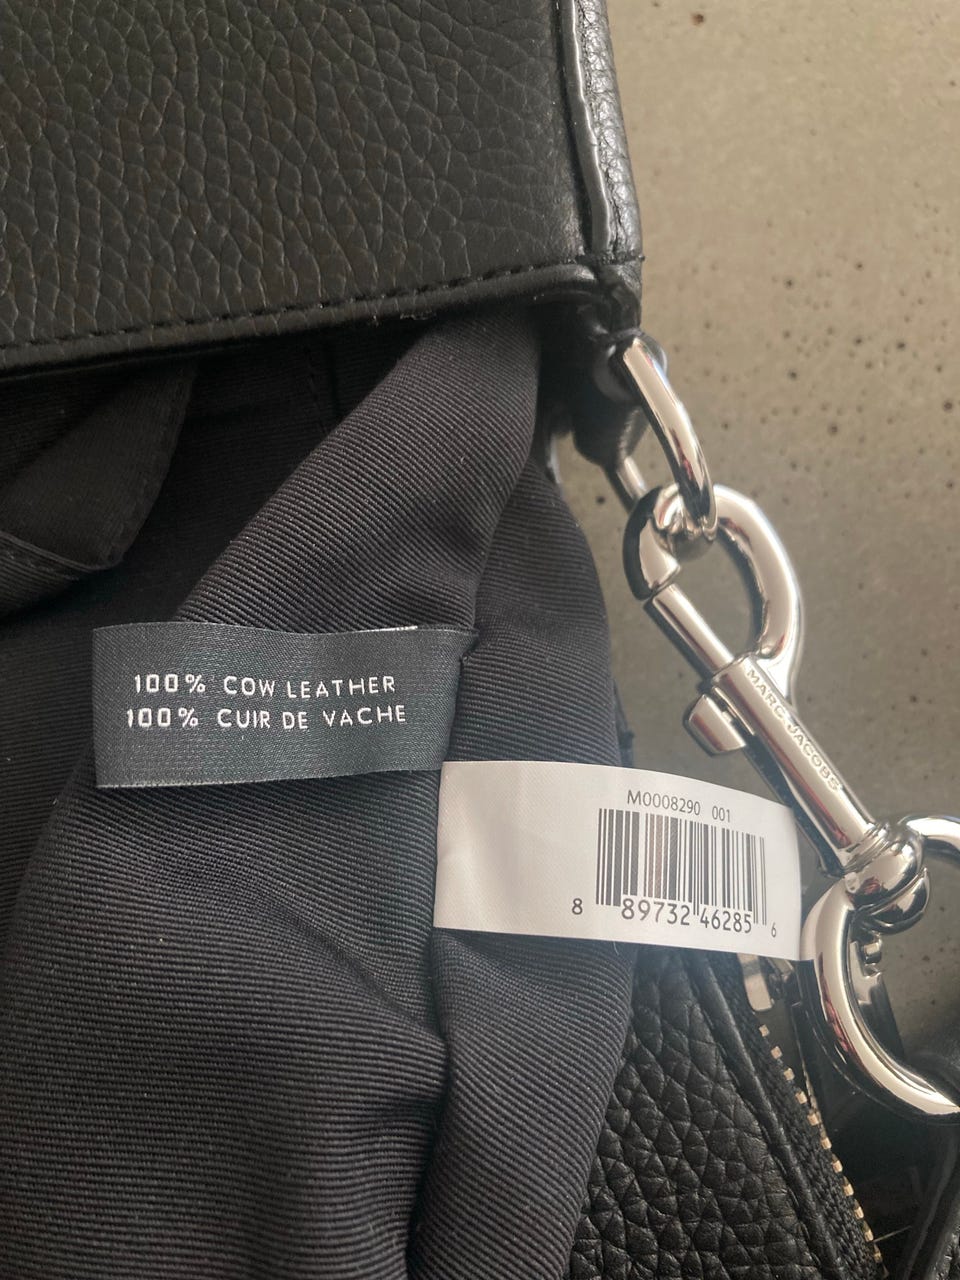 100% COW LEATHER
100% CUIR DE VACHE
MARC JACOBS
M0008290 001
8 89732 46285 6